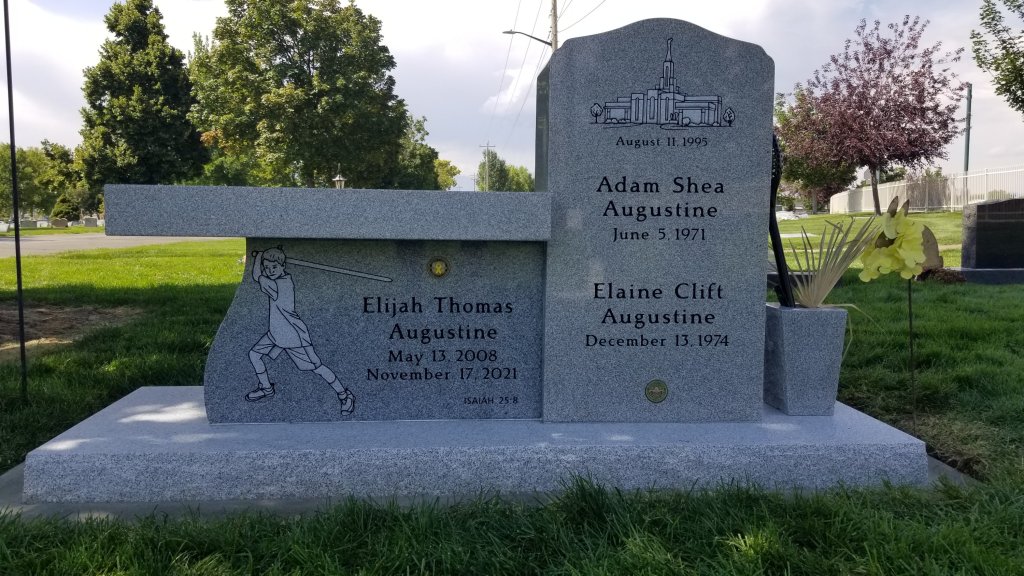 August 11, 1995
Adam Shea
Augustine
June 5, 1971
Elaine Clift
Augustine
December 13, 1974
Elijah Thomas
Augustine
May 13, 2008
November 17, 2021
ISAIAH 25:8